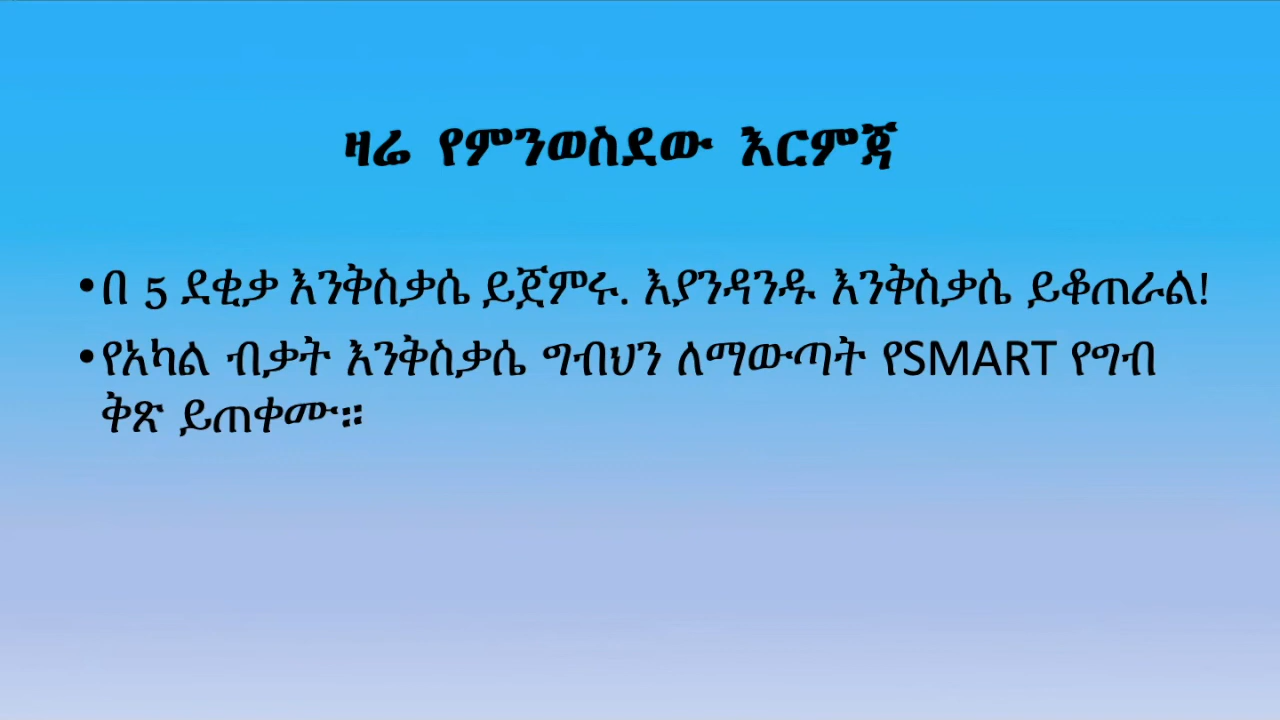 ዛሬ የምንወስደው እርምጃ
•በ 5 ደቂቃ እንቅስቃሴ ይጀምሩ. እያንዳንዱ እንቅስቃሴ ይቆጠራል!
•የአካል ብቃት እንቅስቃሴ ግብህን ለማውጣት የSMART የግብ
ቅጽ ይጠቀሙ።